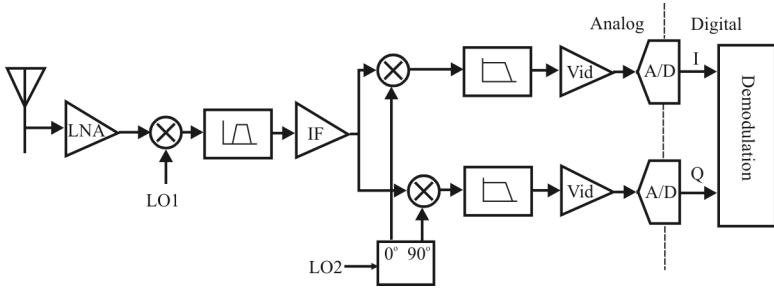 Analog
Digital
LNA
LO1
IF
Vid
A/D
I
Vid
A/D
Q
Demodulation
LO2
0° 90°